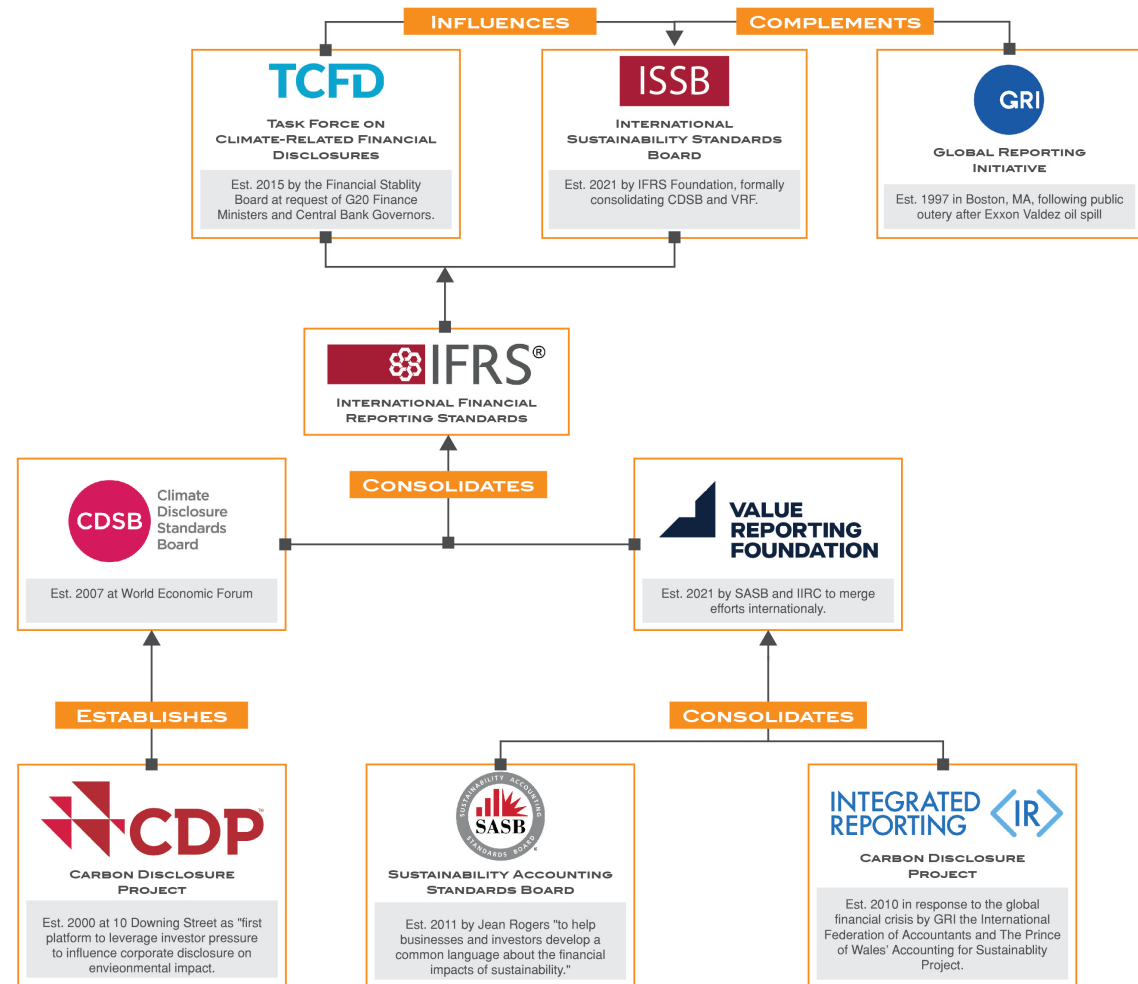 INFLUENCES
COMPLEMENTS
TCFD
TASK FORCE ON
CLIMATE-RELATED FINANCIAL
DISCLOSURES
Est. 2015 by the Financial Stablity
Board at request of G20 Finance
Ministers and Central Bank Governors.
ISSB
INTERNATIONAL
SUSTAINABILITY STANDARDS
BOARD
Est. 2021 by IFRS Foundation, formally
consolidating CDSB and VRF.
GRI
GLOBAL REPORTING
INITIATIVE
Est. 1997 in Boston, MA, following public
outery after Exxon Valdez oil spill
IFRS®
INTERNATIONAL FINANCIAL
REPORTING STANDARDS
CONSOLIDATES
CDSB
Climate
Disclosure
Standards
Board
Est. 2007 at World Economic Forum
VALUE
REPORTING
FOUNDATION
Est. 2021 by SASB and IIRC to merge
efforts internationaly.
ESTABLISHES
CONSOLIDATES
CDP™
CARBON DISCLOSURE
PROJECT
Est. 2000 at 10 Downing Street as "first
platform to leverage investor pressure
to influence corporate disclosure on
envieonmental impact.
SUSTAINABILITY ACCOUNTING
SASB
STANDARDS BOARD
SUSTAINABILITY ACCOUNTING
STANDARDS BOARD
Est. 2011 by Jean Rogers "to help
businesses and investors develop a
common language about the financial
impacts of sustainability."
INTEGRATED
REPORTING
<IR>
CARBON DISCLOSURE
PROJECT
Est. 2010 in response to the global
financial crisis by GRI the International
Federation of Accountants and The Prince
of Wales' Accounting for Sustainablity
Project.